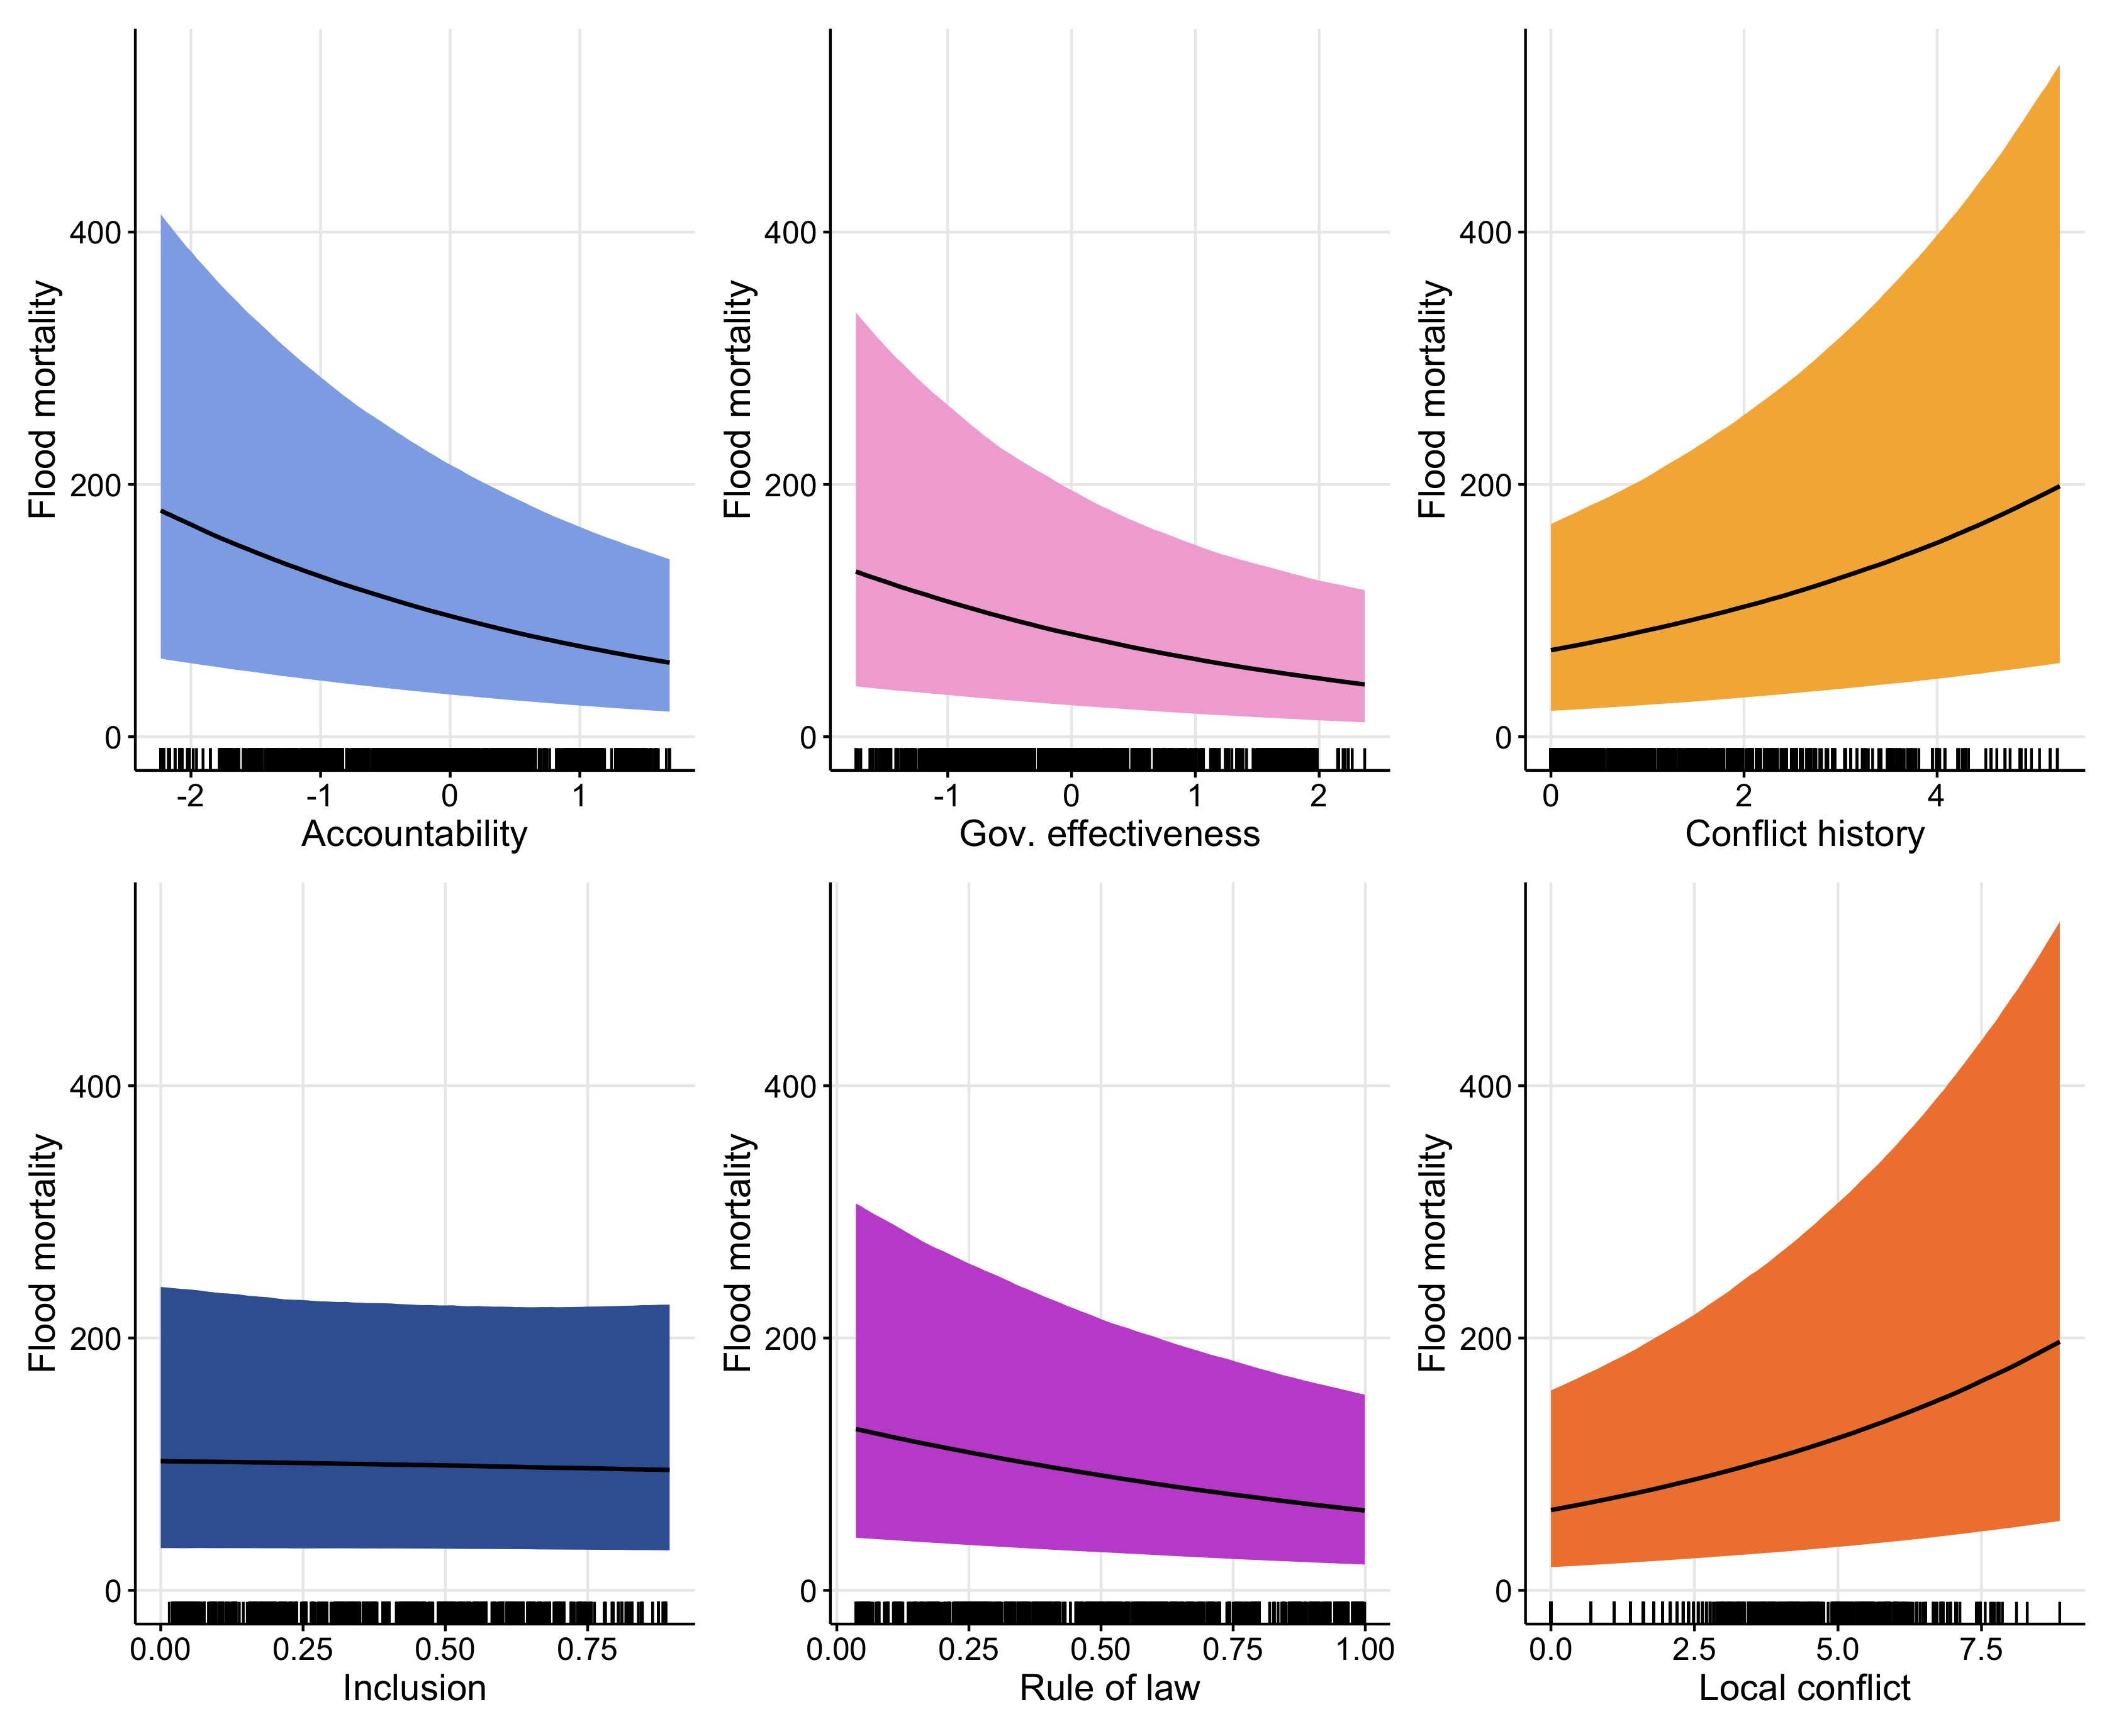 Flood mortality
400
200
0
-2 -1 0 1
Accountability
Flood mortality
400
200
0
-1 0 1 2
Gov. effectiveness
Flood mortality
400
200
0
0 2 4
Conflict history
Flood mortality
400
200
0
0.00 0.25 0.50 0.75
Inclusion
Flood mortality
400
200
0
0.00 0.25 0.50 0.75 1.00
Rule of law
Flood mortality
400
200
0
0.0 2.5 5.0 7.5
Local conflict